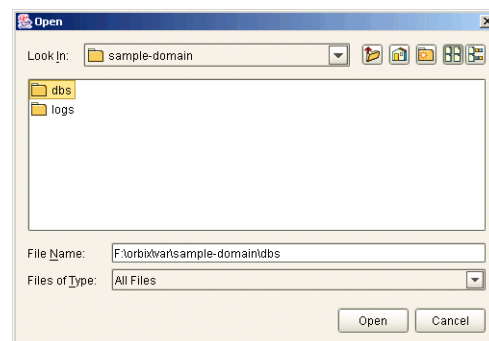 Open
Look In: sample-domain
dbs
logs
File Name: F:\orbix\var\sample-domain\dbs
Files of Type: All Files
Open Cancel